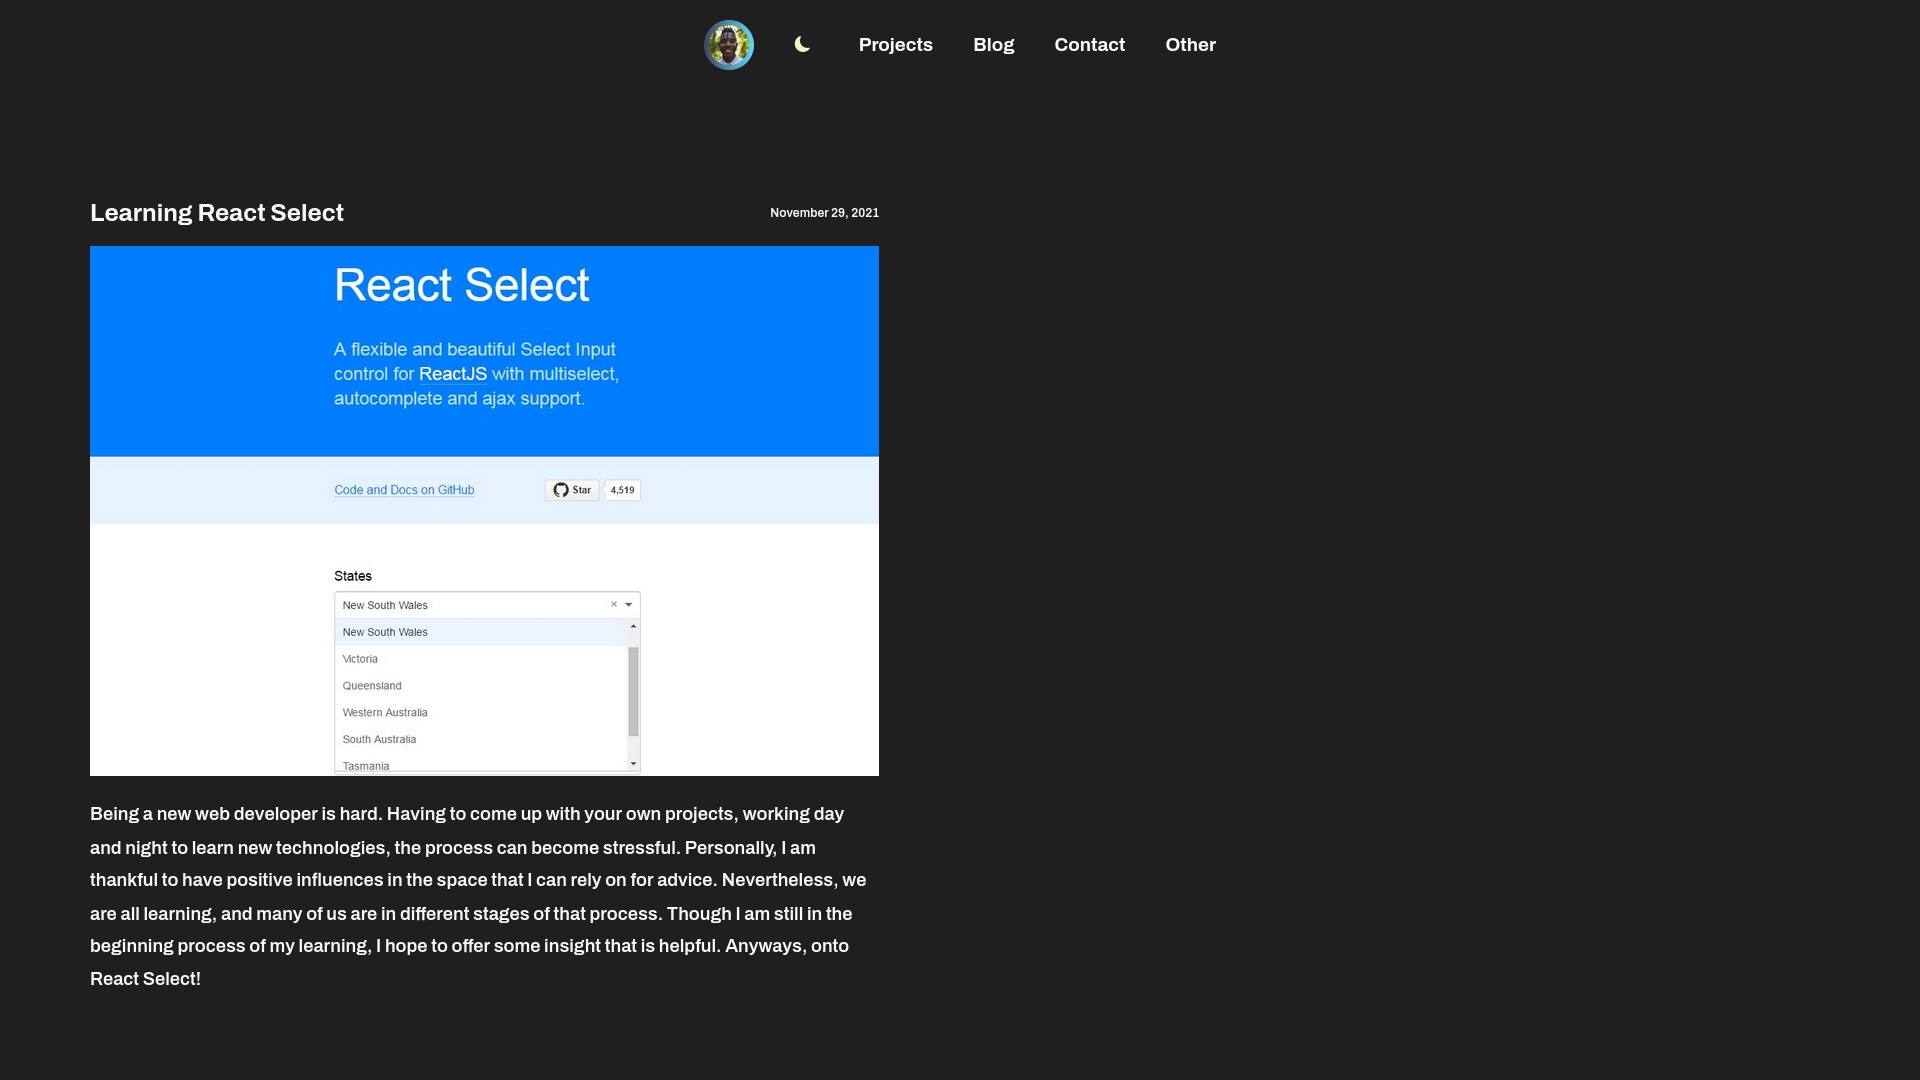 Projects Blog Contact Other
Learning React Select
November 29, 2021
React Select
A flexible and beautiful Select Input
control for ReactJS with multiselect,
autocomplete and ajax support.
Code and Docs on GitHub
Star 4,519
States
New South Wales
New South Wales
Victoria
Queensland
Western Australia
South Australia
Tasmania
Being a new web developer is hard. Having to come up with your own projects, working day
and night to learn new technologies, the process can become stressful. Personally, I am
thankful to have positive influences in the space that I can rely on for advice. Nevertheless, we
are all learning, and many of us are in different stages of that process. Though I am still in the
beginning process of my learning, I hope to offer some insight that is helpful. Anyways, onto
React Select!